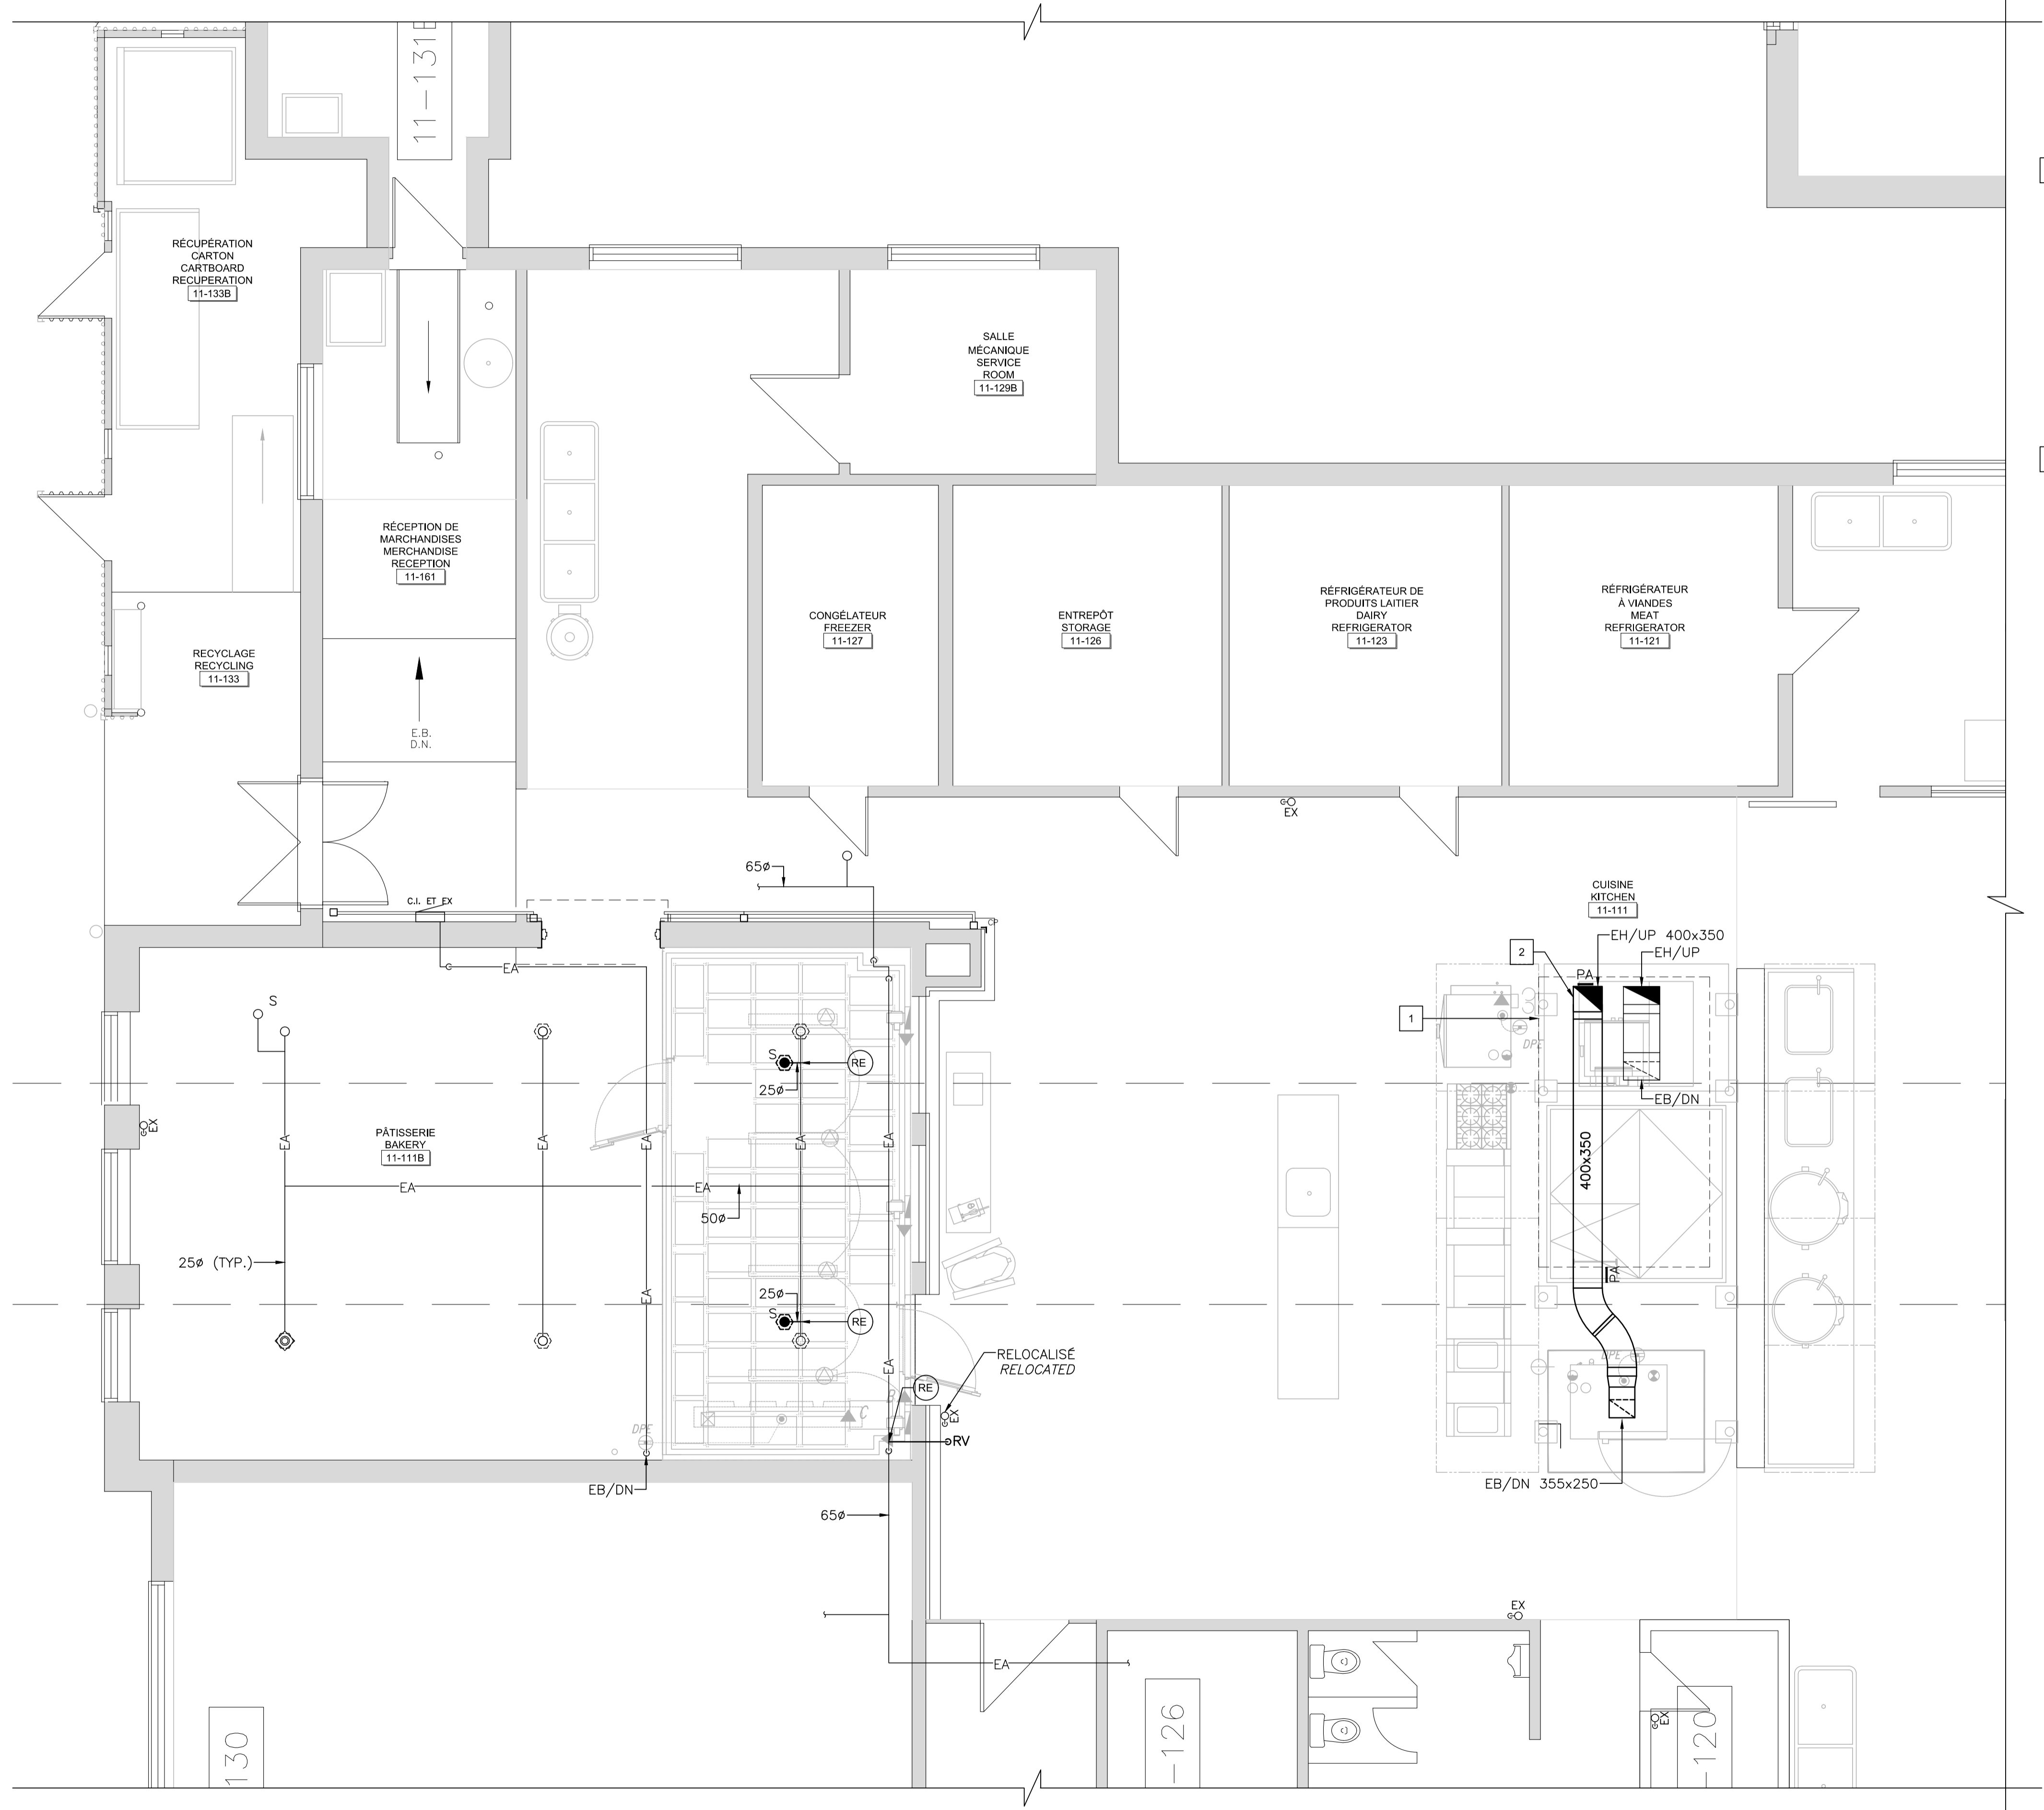 11-131B
RÉCUPÉRATION
CARTON
CARTBOARD
RECUPERATION
11-133B
SALLE
MÉCANIQUE
SERVICE
ROOM
11-129B
RÉCEPTION DE
MARCHANDISES
MERCHANDISE
RECEPTION
11-161
CONGÉLATEUR
FREEZER
11-127
ENTREPÔT
STORAGE
11-126
RÉFRIGÉRATEUR DE
PRODUITS LAITIER
DAIRY
REFRIGERATOR
11-123
RÉFRIGÉRATEUR
À VIANDES
MEAT
REFRIGERATOR
11-121
RECYCLAGE
RECYCLING
11-133
E.B.
D.N.
EX
65ø
CUISINE
KITCHEN
11-111
C.I. ET EX
EH/UP 400x350
2
EH/UP
EA
PA
S
1
DPE
S
RE
25ø
EB/DN
EX
PÂTISSERIE
BAKERY
11-111B
EA
EA
EA
EA
EA
400x350
EA
EA
50ø
25ø (TYP.)
PA
25ø
EA
S
RE
RELOCALISÉ
RELOCATED
EA
DPE
RE
B
C
EX
DPE
RV
EB/DN
EB/DN 355x250
65ø
EX
EA
EX
130
-126
-120